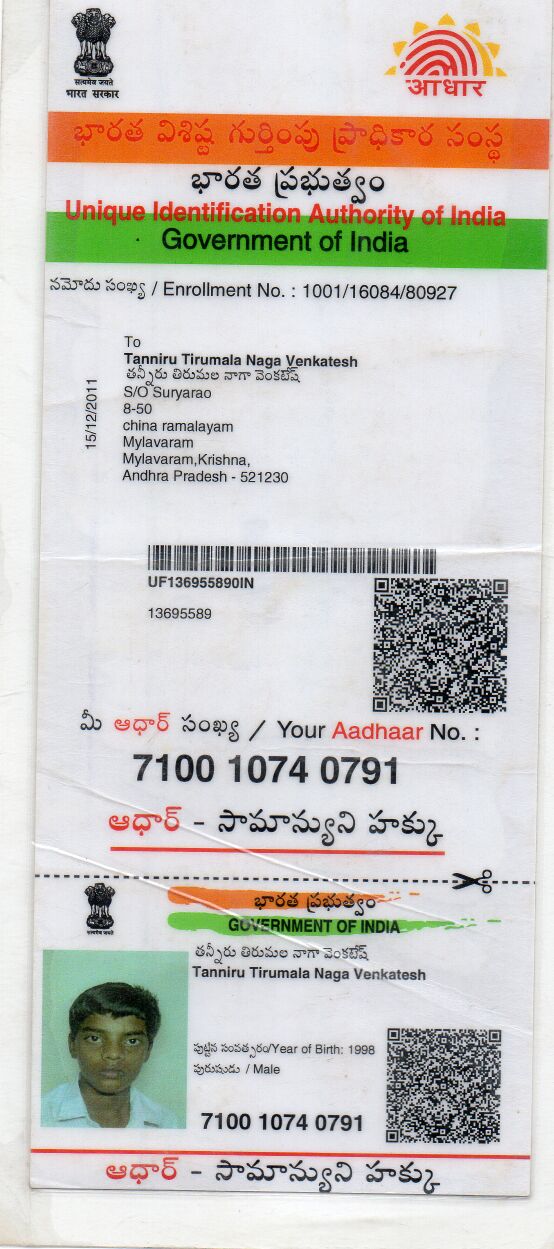 सत्यमेव जयते
भारत सरकार
आधार
భారత విశిష్ట గుర్తింపు ప్రాధికార సంస్థ
భారత ప్రభుత్వం
Unique Identification Authority of India
Government of India
నమోదు సంఖ్య / Enrollment No. : 1001/16084/80927
To
Tanniru Tirumala Naga Venkatesh
తన్నీరు తిరుమల నాగా వెంకటేష్
S/O Suryarao
8-50
china ramalayam
Mylavaram
Mylavaram,Krishna,
Andhra Pradesh - 521230
15/12/2011
UF136955890IN
13695589
మీ ఆధార్ సంఖ్య / Your Aadhaar No. :
7100 1074 0791
ఆధార్ - సామాన్యుని హక్కు
భారత ప్రభుత్వం
GOVERNMENT OF INDIA
सत्यमेव जयते
తన్నీరు తిరుమల నాగా వెంకటేష్
Tanniru Tirumala Naga Venkatesh
పుట్టిన సంవత్సరం/Year of Birth: 1998
పురుషుడు / Male
7100 1074 0791
ఆధార్ - సామాన్యుని హక్కు